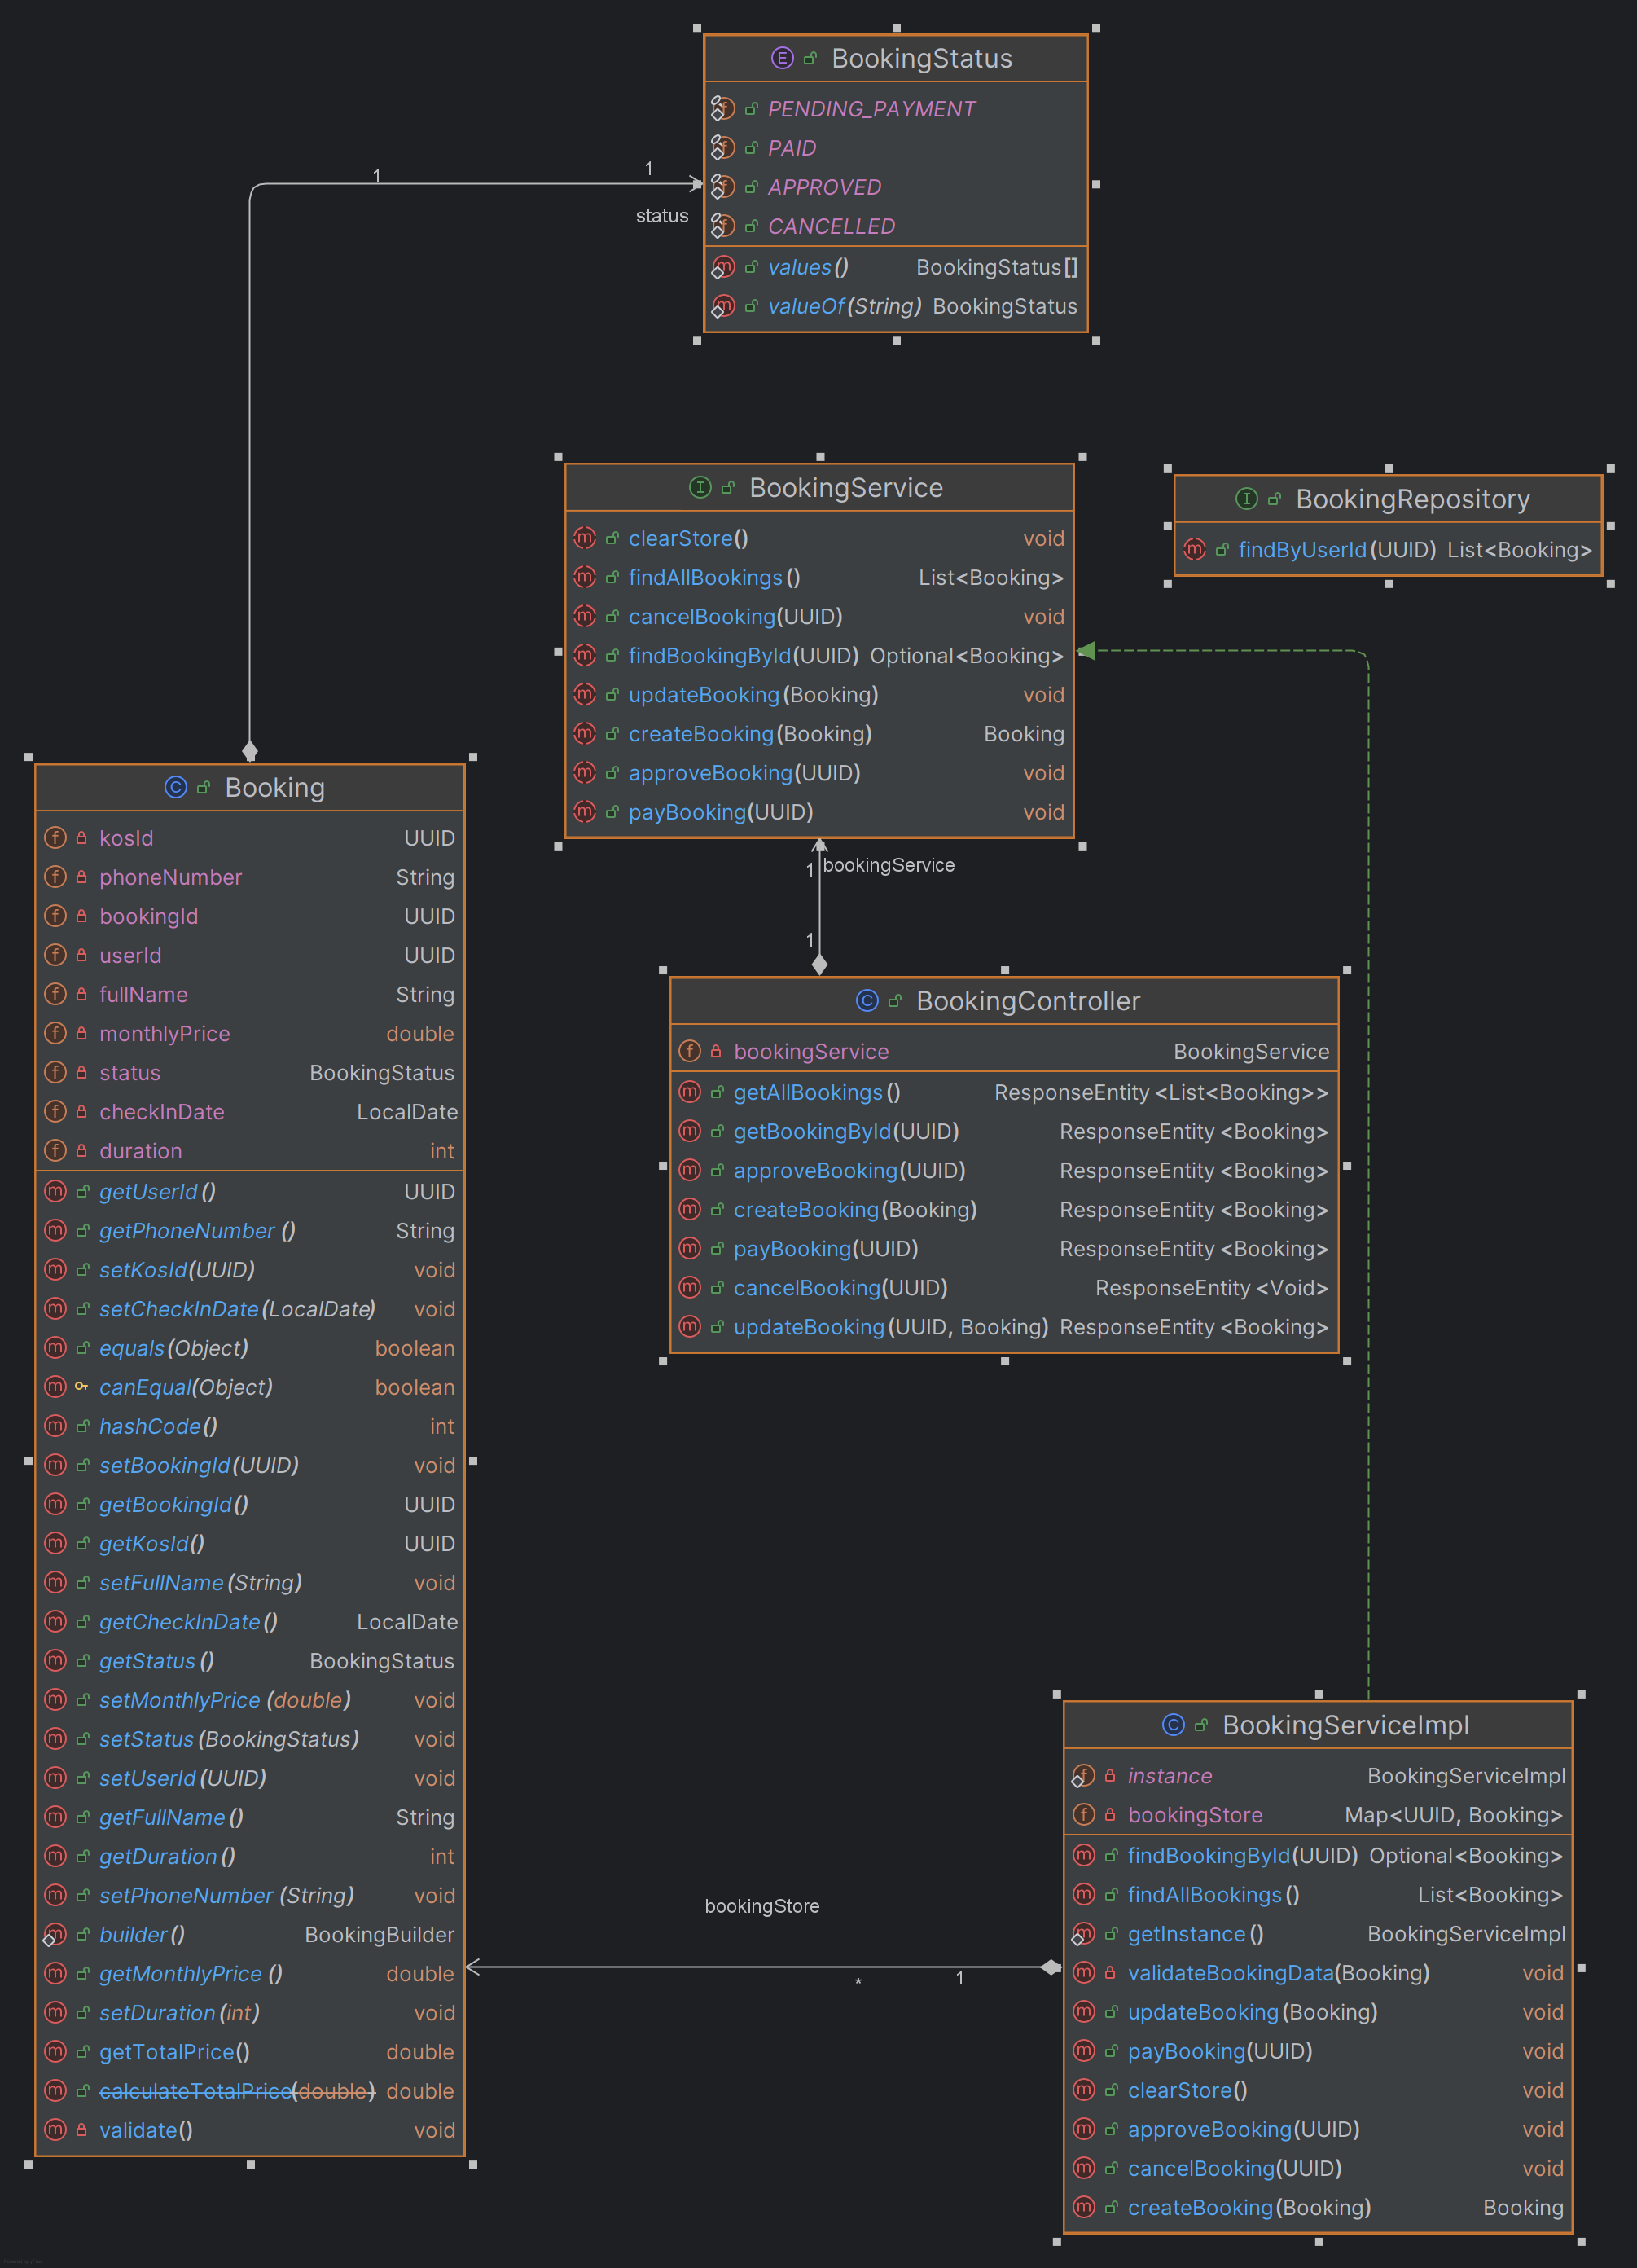 BookingStatus
PENDING_PAYMENT
PAID
APPROVED
CANCELLED
values() BookingStatus[]
valueOf(String) BookingStatus
1
1
status
BookingService
clearStore() void
findAllBookings() List<Booking>
cancelBooking(UUID) void
findBookingById(UUID) Optional<Booking>
updateBooking(Booking) void
createBooking(Booking) Booking
approveBooking(UUID) void
payBooking(UUID) void
BookingRepository
findByUserId(UUID) List<Booking>
1
bookingService
1
Booking
kosId UUID
phoneNumber String
bookingId UUID
userId UUID
fullName String
monthlyPrice double
status BookingStatus
checkInDate LocalDate
duration int
getUserId() UUID
getPhoneNumber() String
setKosId(UUID) void
setCheckInDate(LocalDate) void
equals(Object) boolean
canEqual(Object) boolean
hashCode() int
setBookingId(UUID) void
getBookingId() UUID
getKosId() UUID
setFullName(String) void
getCheckInDate() LocalDate
getStatus() BookingStatus
setMonthlyPrice(double) void
setStatus(BookingStatus) void
setUserId(UUID) void
getFullName() String
getDuration() int
setPhoneNumber(String) void
builder() BookingBuilder
getMonthlyPrice() double
setDuration(int) void
getTotalPrice() double
calculateTotalPrice(double) double
validate() void
BookingController
bookingService BookingService
getAllBookings() ResponseEntity<List<Booking>>
getBookingById(UUID) ResponseEntity<Booking>
approveBooking(UUID) ResponseEntity<Booking>
createBooking(Booking) ResponseEntity<Booking>
payBooking(UUID) ResponseEntity<Booking>
cancelBooking(UUID) ResponseEntity<Void>
updateBooking(UUID, Booking) ResponseEntity<Booking>
bookingStore
*
1
BookingServiceImpl
instance BookingServiceImpl
bookingStore Map<UUID, Booking>
findBookingById(UUID) Optional<Booking>
findAllBookings() List<Booking>
getInstance() BookingServiceImpl
validateBookingData(Booking) void
updateBooking(Booking) void
payBooking(UUID) void
clearStore() void
approveBooking(UUID) void
cancelBooking(UUID) void
createBooking(Booking) Booking